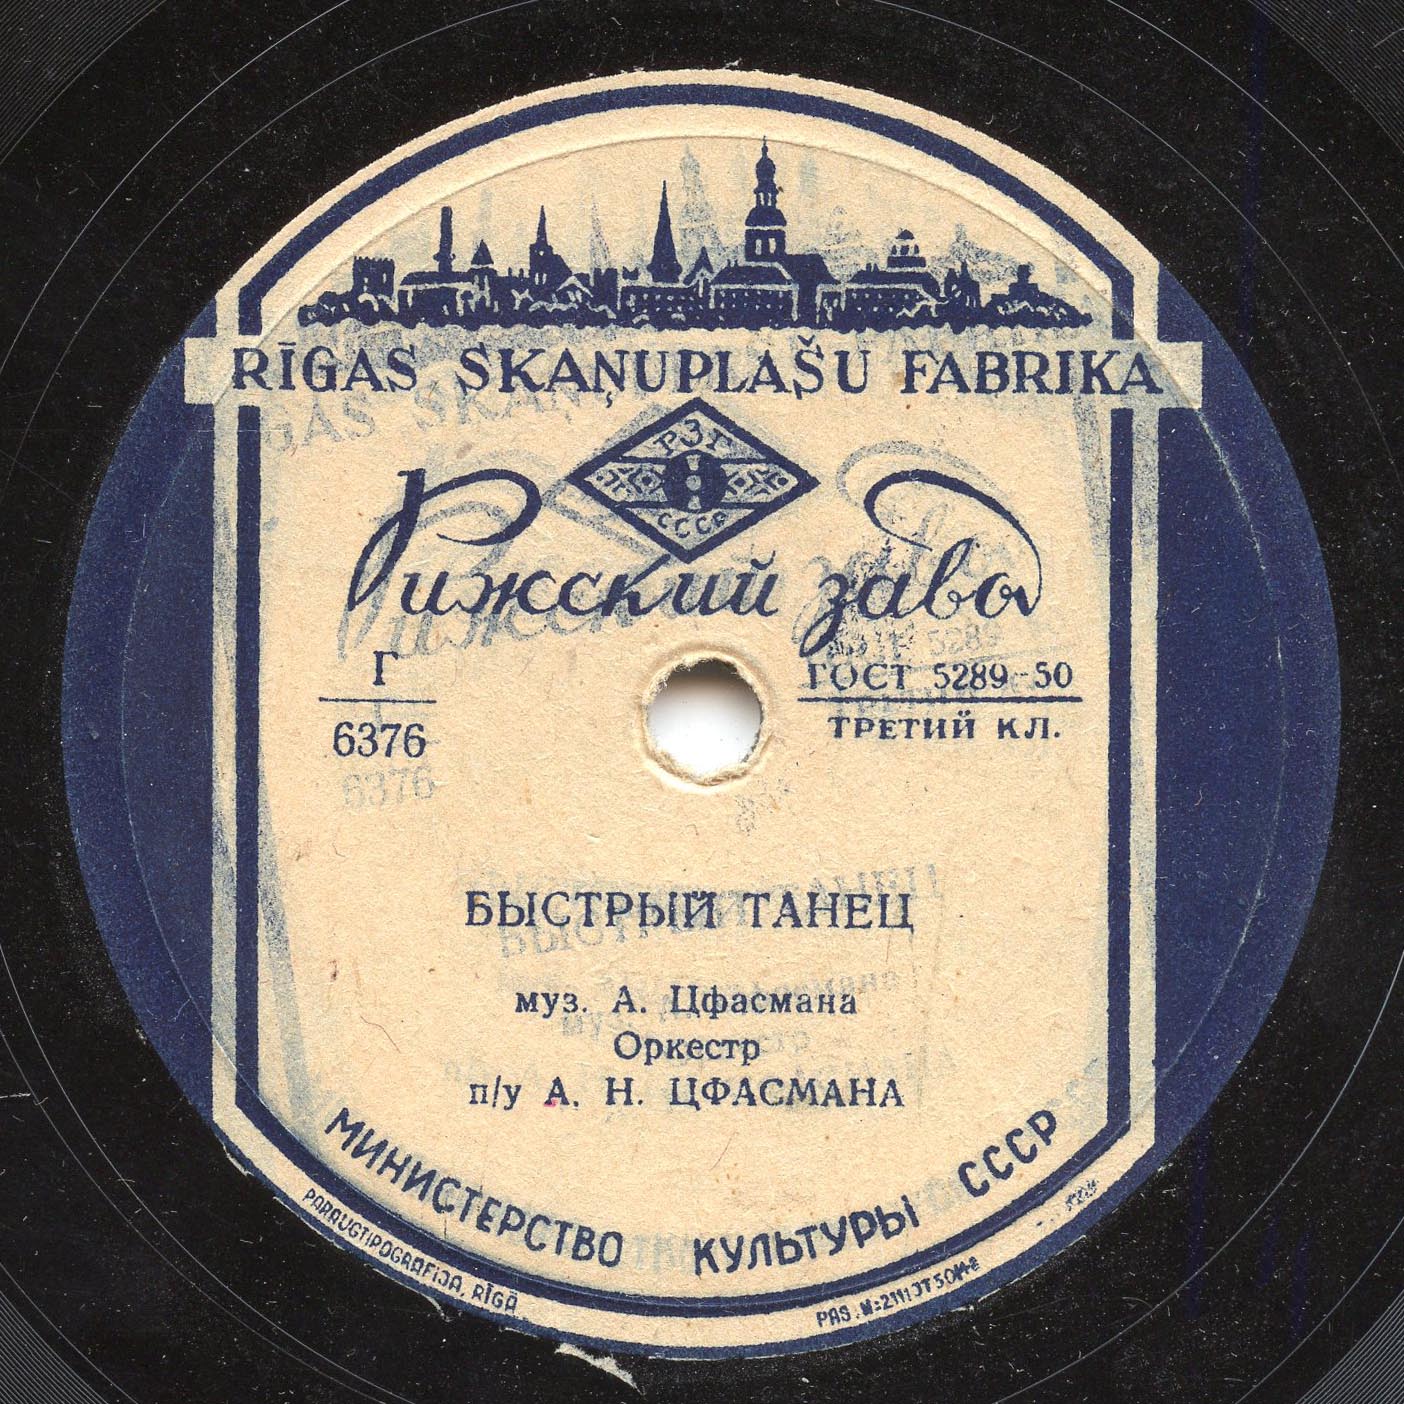 RĪGAS SKAŅUPLAŠU FABRIKA
РЗГ
СССР
Рижский завод
Г
6376
ГОСТ 5289-50
ТРЕТИЙ КЛ.
БЫСТРЫЙ ТАНЕЦ
муз. А. Цфасмана
Оркестр
п/у А. Н. ЦФАСМАНА
МИНИСТЕРСТВО КУЛЬТУРЫ СССР
PARAUGTIPOGRAFIJA, RĪGĀ